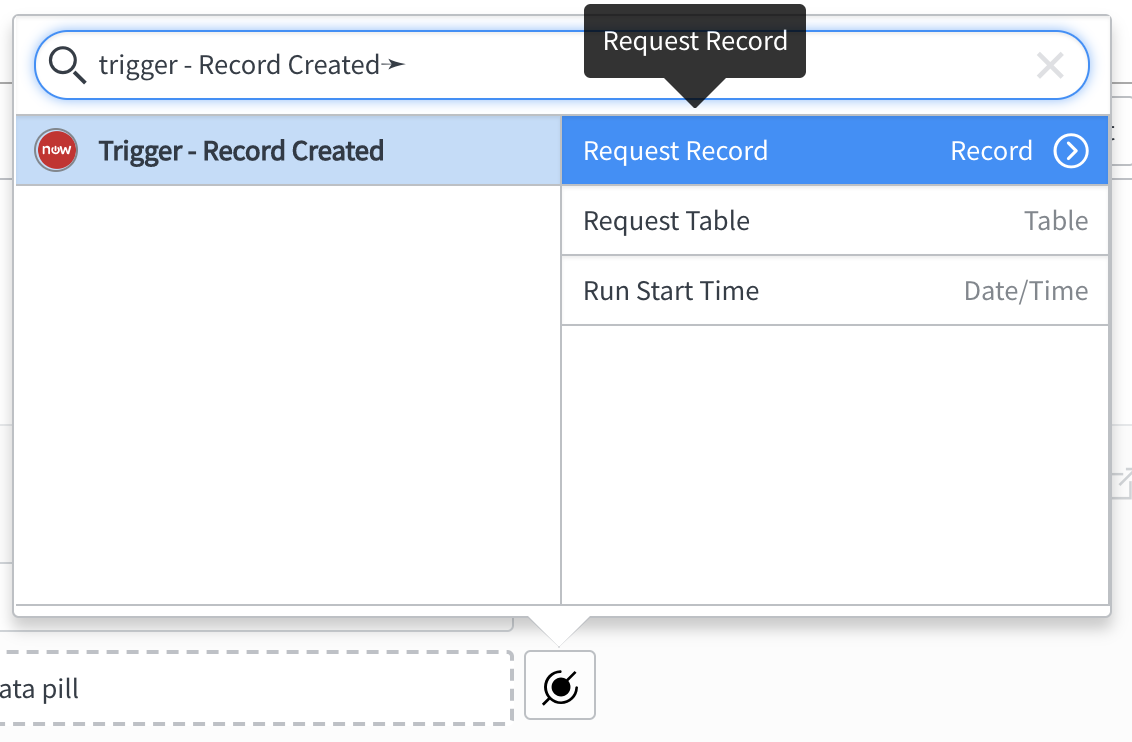 Request Record
trigger - Record Created➛
now Trigger - Record Created
Request Record Record
Request Table Table
Run Start Time Date/Time
ata pill